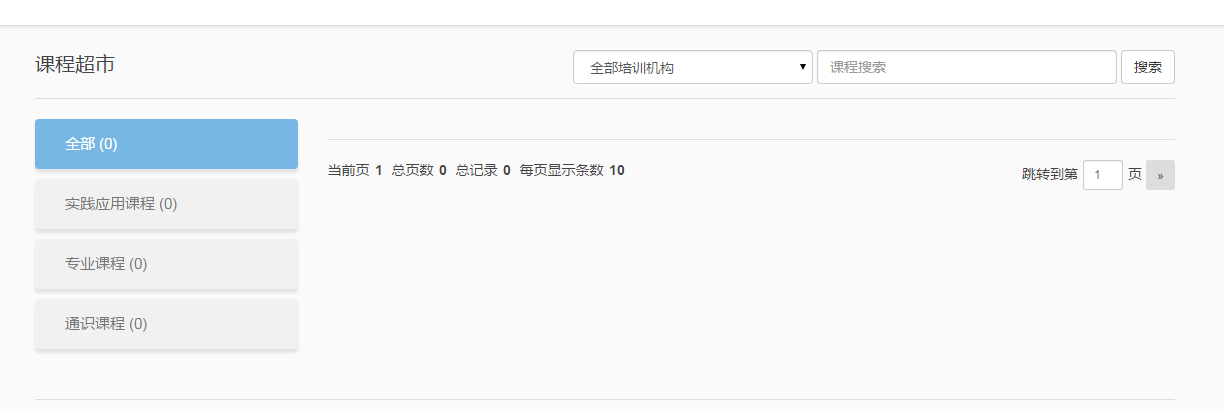 课程超市
全部培训机构
课程搜索
搜索
全部 (0)
实践应用课程 (0)
专业课程 (0)
通识课程 (0)
当前页 1 总页数 0 总记录 0 每页显示条数 10
跳转到第 1 页 »